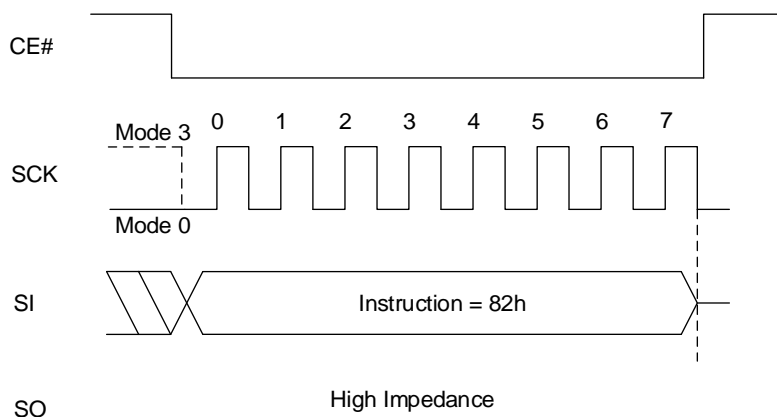 CE#
Mode 3
0 1 2 3 4 5 6 7
SCK
Mode 0
SI
Instruction = 82h
SO
High Impedance